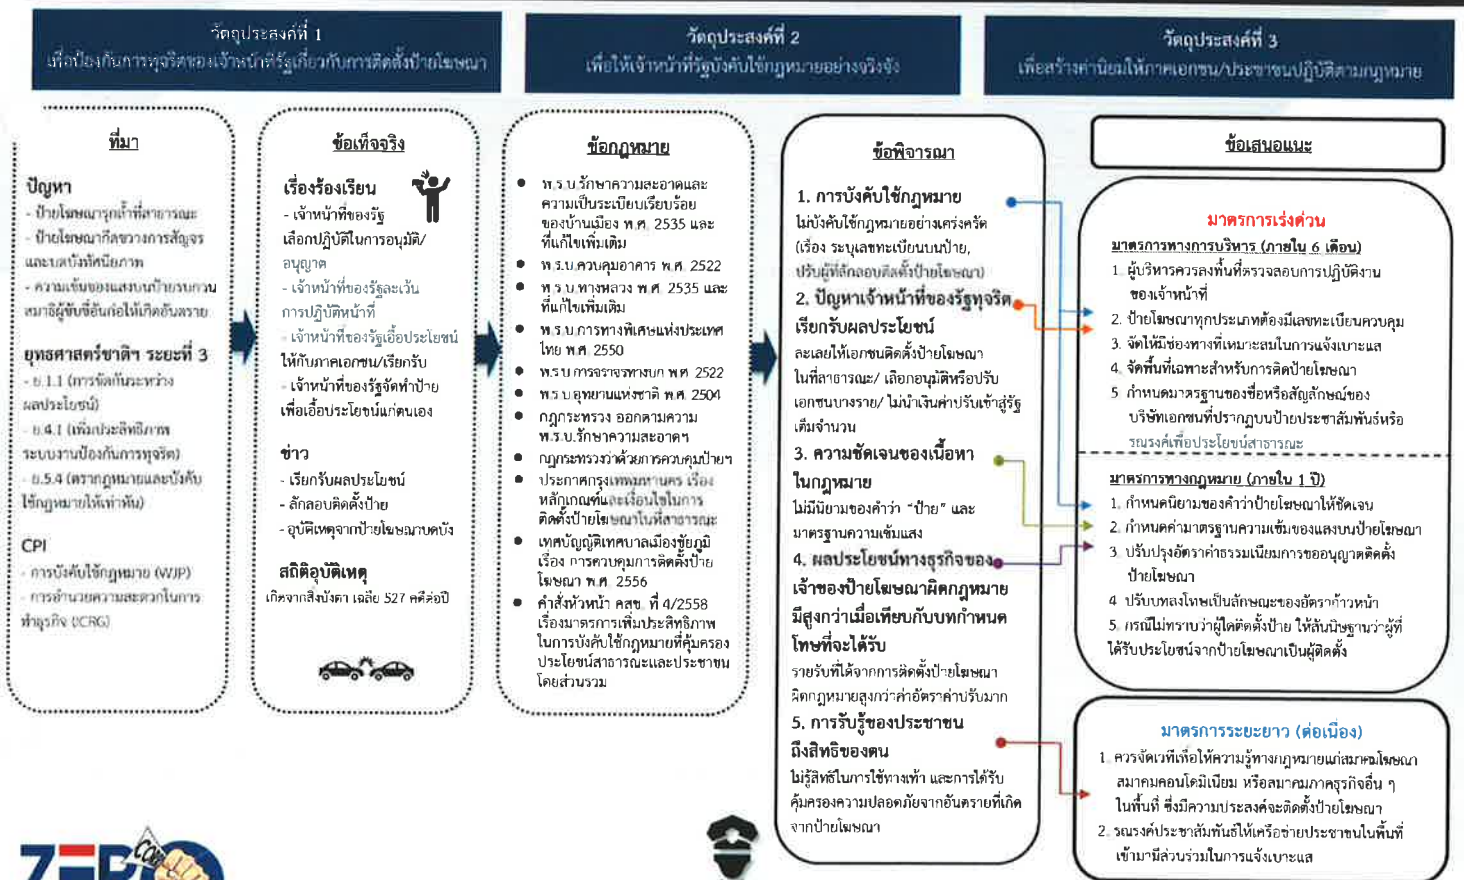 วัตถุประสงค์ที่ 1
เพื่อป้องกันการทุจริตของเจ้าหน้าที่รัฐเกี่ยวกับการติดตั้งป้ายโฆษณา
วัตถุประสงค์ที่ 2
เพื่อให้เจ้าหน้าที่รัฐบังคับใช้กฎหมายอย่างจริงจัง
วัตถุประสงค์ที่ 3
เพื่อสร้างค่านิยมให้ภาคเอกชน/ประชาชนปฏิบัติตามกฎหมาย
ที่มา
ปัญหา
- ป้ายโฆษณารุกล้ำที่สาธารณะ
- ป้ายโฆษณากีดขวางการสัญจร
และบดบังทัศนียภาพ
- ความเข้มของแสงบนป้ายรบกวน
สมาธิผู้ขับขี่อันก่อให้เกิดอันตราย
ยุทธศาสตร์ชาติฯ ระยะที่ 3
- ย.1.1 (การขัดกันระหว่าง
ผลประโยชน์)
- ย.4.1 (เพิ่มประสิทธิภาพ
ระบบงานป้องกันการทุจริต)
- ย.5.4 (ตรากฎหมายและบังคับ
ใช้กฎหมายให้เท่าทัน)
CPI
- การบังคับใช้กฎหมาย (WJP)
- การอำนวยความสะดวกในการ
ทำธุรกิจ (ICRG)
ข้อเท็จจริง
เรื่องร้องเรียน
- เจ้าหน้าที่ของรัฐ
เลือกปฏิบัติในการอนุมัติ/
อนุญาต
- เจ้าหน้าที่ของรัฐละเว้น
การปฏิบัติหน้าที่
- เจ้าหน้าที่ของรัฐเอื้อประโยชน์
ให้กับภาคเอกชน/เรียกรับ
- เจ้าหน้าที่ของรัฐจัดทำป้าย
เพื่อเอื้อประโยชน์แก่ตนเอง
ข่าว
- เรียกรับผลประโยชน์
- ลักลอบติดตั้งป้าย
- อุบัติเหตุจากป้ายโฆษณาบดบัง
สถิติอุบัติเหตุ
เกิดจากสิ่งบังตา เฉลี่ย 527 คดีต่อปี
ข้อกฎหมาย
● พ.ร.บ.รักษาความสะอาดและ
ความเป็นระเบียบเรียบร้อย
ของบ้านเมือง พ.ศ. 2535 และ
ที่แก้ไขเพิ่มเติม
● พ.ร.บ.ควบคุมอาคาร พ.ศ. 2522
● พ.ร.บ.ทางหลวง พ.ศ. 2535 และ
ที่แก้ไขเพิ่มเติม
● พ.ร.บ.การทางพิเศษแห่งประเทศ
ไทย พ.ศ. 2550
● พ.ร.บ.การจราจรทางบก พ.ศ. 2522
● พ.ร.บ.อุทยานแห่งชาติ พ.ศ. 2504
● กฎกระทรวง ออกตามความ
พ.ร.บ.รักษาความสะอาดฯ
● กฎกระทรวงว่าด้วยการควบคุมป้ายฯ
● ประกาศกรุงเทพมหานคร เรื่อง
หลักเกณฑ์และเงื่อนไขในการ
ติดตั้งป้ายโฆษณาในที่สาธารณะ
● เทศบัญญัติเทศบาลเมืองชัยภูมิ
เรื่อง การควบคุมการติดตั้งป้าย
โฆษณา พ.ศ. 2556
● คำสั่งหัวหน้า คสช. ที่ 4/2558
เรื่องมาตรการเพิ่มประสิทธิภาพ
ในการบังคับใช้กฎหมายที่คุ้มครอง
ประโยชน์สาธารณะและประชาชน
โดยส่วนรวม
ข้อพิจารณา
1. การบังคับใช้กฎหมาย
ไม่บังคับใช้กฎหมายอย่างเคร่งครัด
(เรื่อง ระบุเลขทะเบียนบนป้าย,
ปรับผู้ที่ลักลอบติดตั้งป้ายโฆษณา)
2. ปัญหาเจ้าหน้าที่ของรัฐทุจริต
เรียกรับผลประโยชน์
ละเลยให้เอกชนติดตั้งป้ายโฆษณา
ในที่สาธารณะ/ เลือกอนุมัติหรือปรับ
เอกชนบางราย/ ไม่นำเงินค่าปรับเข้าสู่รัฐ
เต็มจำนวน
3. ความชัดเจนของเนื้อหา
ในกฎหมาย
ไม่มีนิยามของคำว่า "ป้าย" และ
มาตรฐานความเข้มแสง
4. ผลประโยชน์ทางธุรกิจของ
เจ้าของป้ายโฆษณาผิดกฎหมาย
มีสูงกว่าเมื่อเทียบกับบทกำหนด
โทษที่จะได้รับ
รายรับที่ได้จากการติดตั้งป้ายโฆษณา
ผิดกฎหมายสูงกว่าค่าอัตราค่าปรับมาก
5. การรับรู้ของประชาชน
ถึงสิทธิของตน
ไม่รู้สิทธิในการใช้ทางเท้า และการได้รับ
คุ้มครองความปลอดภัยจากอันตรายที่เกิด
จากป้ายโฆษณา
ข้อเสนอแนะ
มาตรการเร่งด่วน
มาตรการทางการบริหาร (ภายใน 6 เดือน)
1. ผู้บริหารควรลงพื้นที่ตรวจสอบการปฏิบัติงาน
ของเจ้าหน้าที่
2. ป้ายโฆษณาทุกประเภทต้องมีเลขทะเบียนควบคุม
3. จัดให้มีช่องทางที่เหมาะสมในการแจ้งเบาะแส
4. จัดพื้นที่เฉพาะสำหรับการติดป้ายโฆษณา
5 กำหนดมาตรฐานของชื่อหรือสัญลักษณ์ของ
บริษัทเอกชนที่ปรากฏบนป้ายประชาสัมพันธ์หรือ
รณรงค์เพื่อประโยชน์สาธารณะ
มาตรการทางกฎหมาย (ภายใน 1 ปี)
1. กำหนดนิยามของคำว่าป้ายโฆษณาให้ชัดเจน
2. กำหนดค่ามาตรฐานความเข้มของแสงบนป้ายโฆษณา
3. ปรับปรุงอัตราค่าธรรมเนียมการขออนุญาตติดตั้ง
ป้ายโฆษณา
4 ปรับบทลงโทษเป็นลักษณะของอัตราก้าวหน้า
5. กรณีไม่ทราบว่าผู้ใดติดตั้งป้าย ให้สันนิษฐานว่าผู้ที่
ได้รับประโยชน์จากป้ายโฆษณาเป็นผู้ติดตั้ง
มาตรการระยะยาว (ต่อเนื่อง)
1. ควรจัดเวทีเพื่อให้ความรู้ทางกฎหมายแก่สมาคมโฆษณา
สมาคมคอนโดมิเนียม หรือสมาคมภาคธุรกิจอื่น ๆ
ในพื้นที่ ซึ่งมีความประสงค์จะติดตั้งป้ายโฆษณา
2. รณรงค์ประชาสัมพันธ์ให้เครือข่ายประชาชนในพื้นที่
เข้ามามีส่วนร่วมในการแจ้งเบาะแส
ZERO